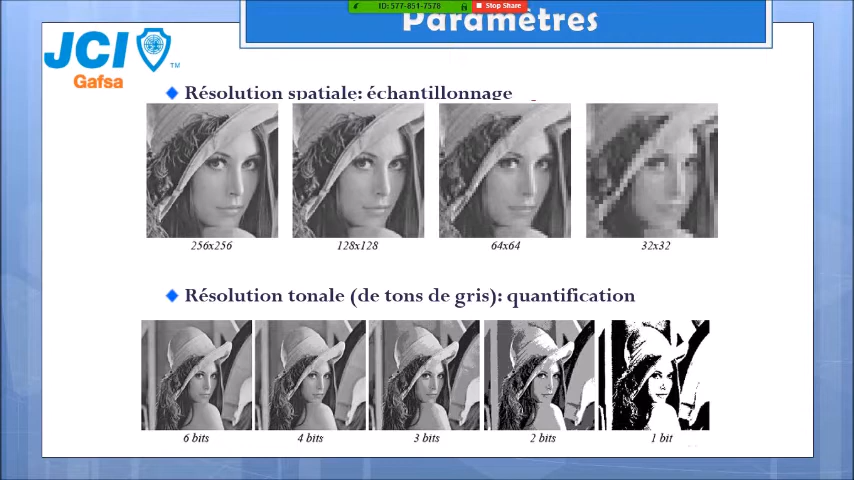 ID: 577-851-7578 Stop Share
Paramètres
JCI
TM
Gafsa
Résolution spatiale: échantillonnage
256x256 128x128 64x64 32x32
Résolution tonale (de tons de gris): quantification
6 bits 4 bits 3 bits 2 bits 1 bit